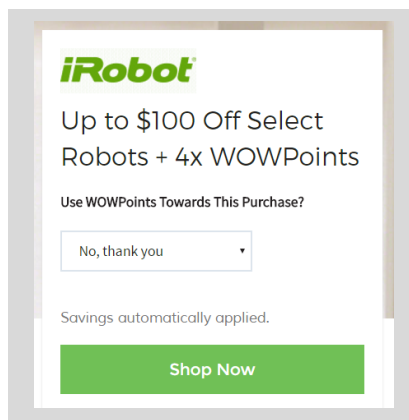 iRobot
Up to $100 Off Select
Robots + 4x WOWPoints
Use WOWPoints Towards This Purchase?
No, thank you
Savings automatically applied.
Shop Now